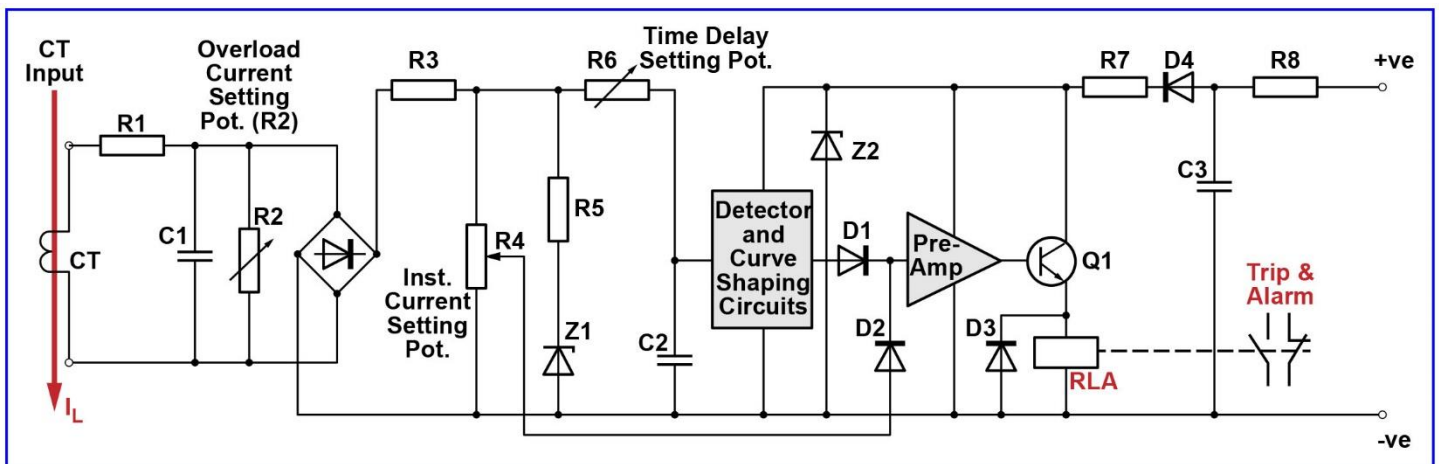 CT
Input
R1
Overload
Current
Setting
Pot. (R2)
C1
R2
CT
I_L
R3
R4
Inst.
Current
Setting
Pot.
R5
Z1
R6
Time Delay
Setting Pot.
C2
Detector
and
Curve
Shaping
Circuits
Z2
D1
D2
Pre-
Amp
Q1
D3
RLA
R7
D4
R8
C3
Trip &
Alarm
+ve
-ve